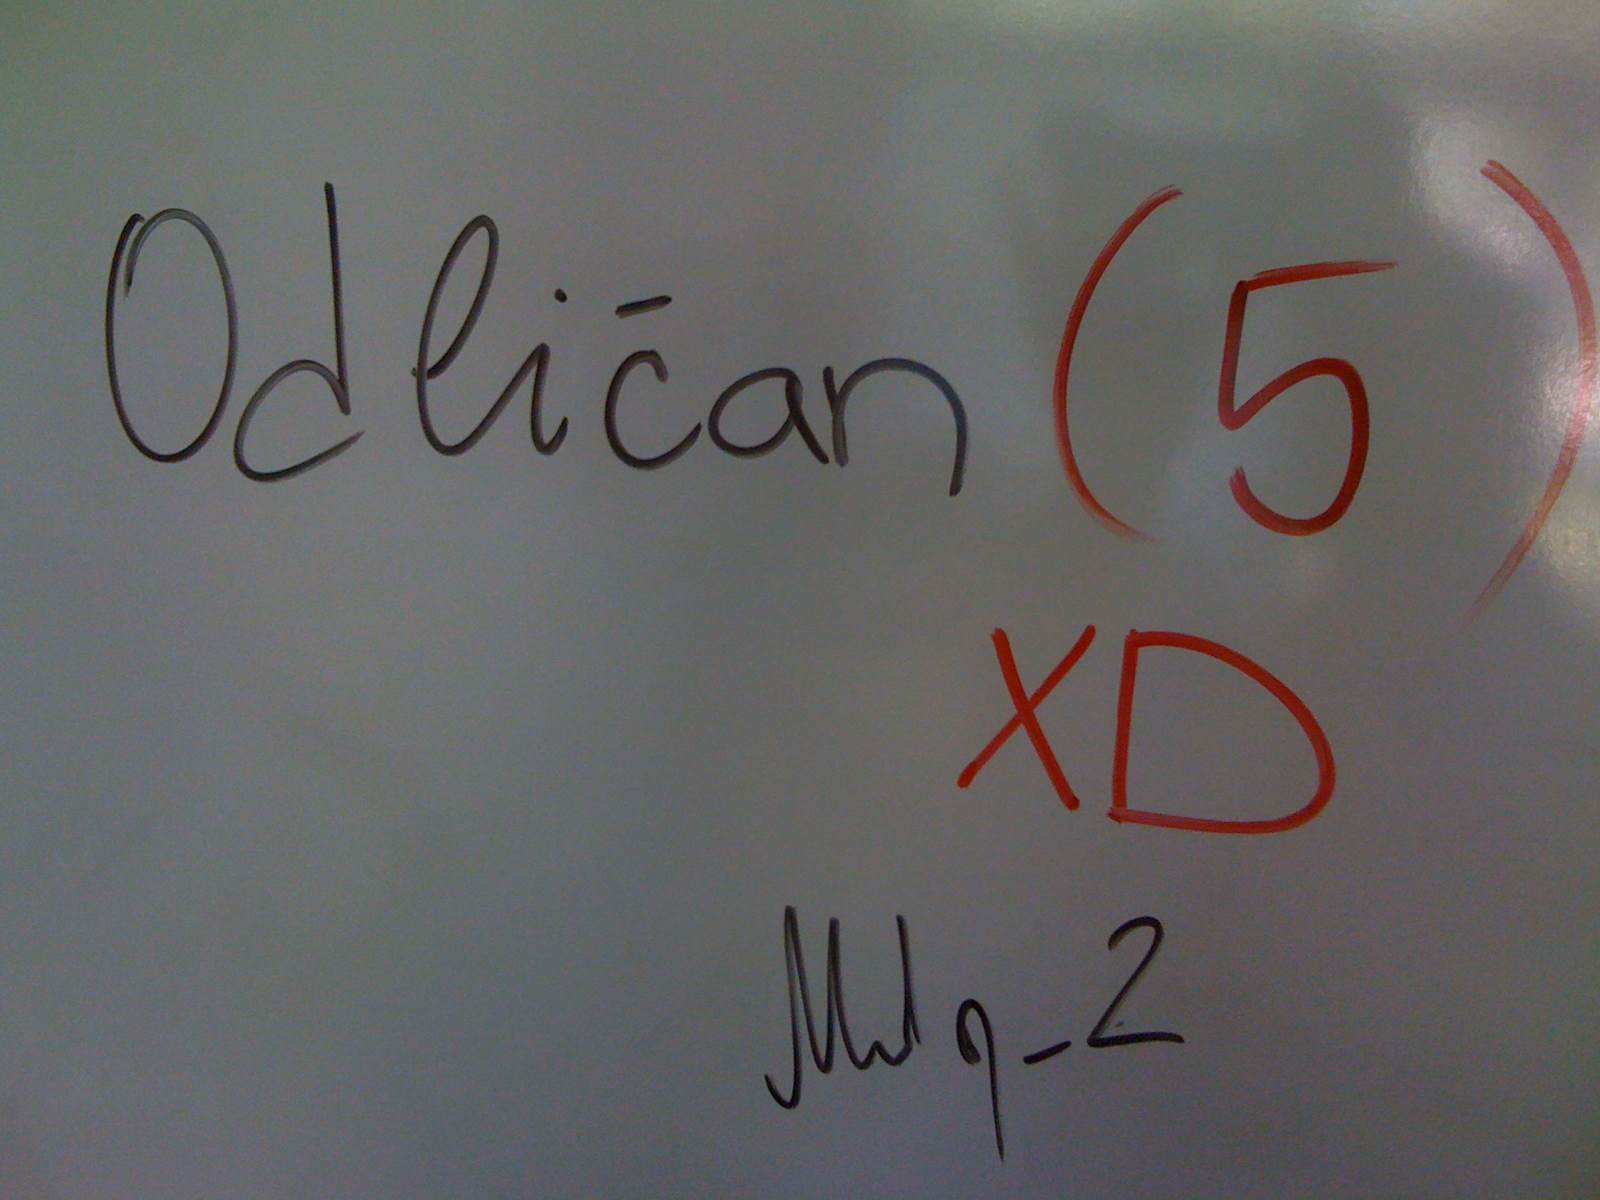 Odličan (5)
XD